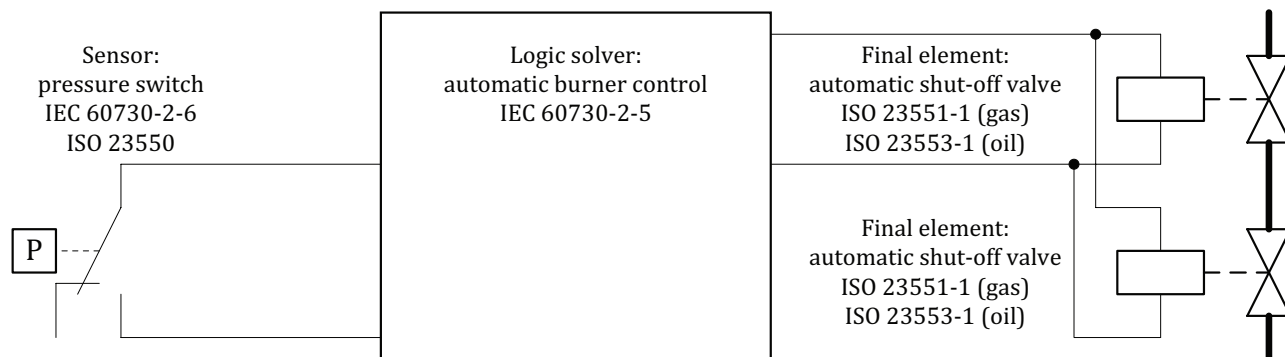 Sensor:
pressure switch
IEC 60730-2-6
ISO 23550
P
Logic solver:
automatic burner control
IEC 60730-2-5
Final element:
automatic shut-off valve
ISO 23551-1 (gas)
ISO 23553-1 (oil)
Final element:
automatic shut-off valve
ISO 23551-1 (gas)
ISO 23553-1 (oil)